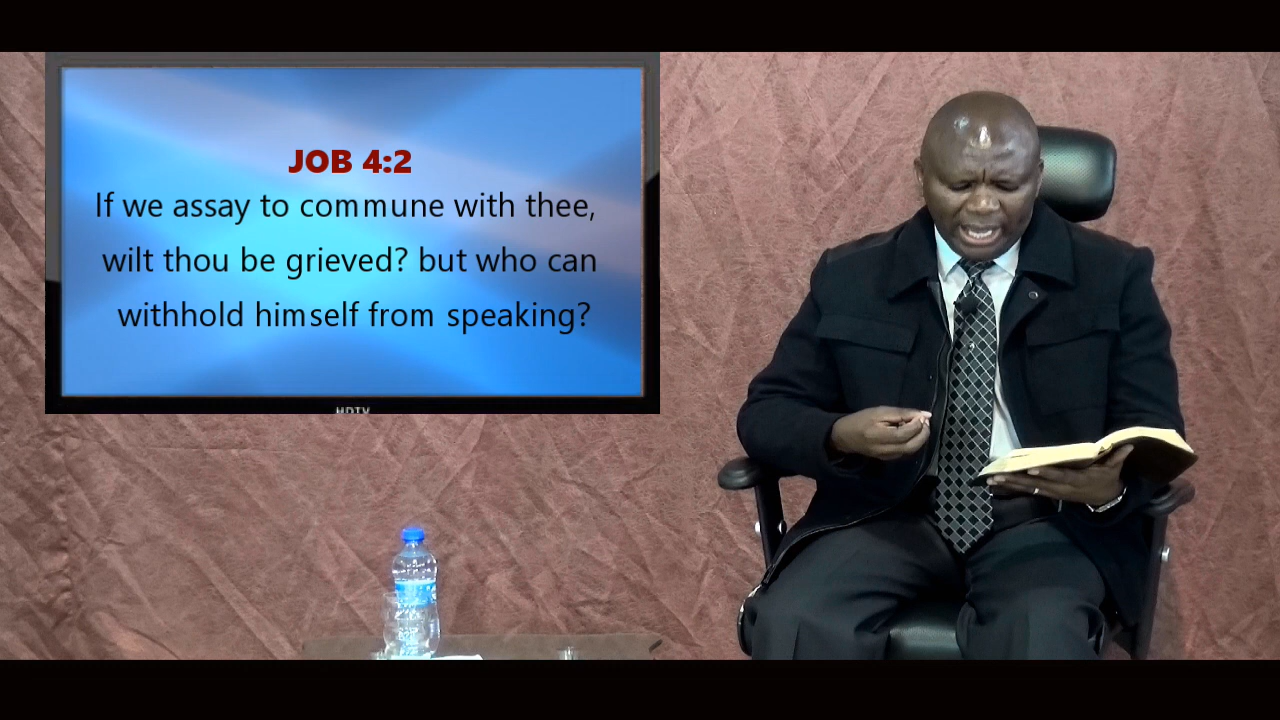 JOB 4:2
If we assay to commune with thee,
wilt thou be grieved? but who can
withhold himself from speaking?
HDTV